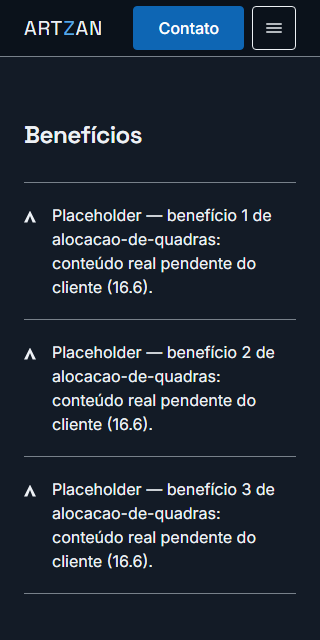 ARTZAN
Contato
Benefícios
Placeholder — benefício 1 de
alocacao-de-quadras:
conteúdo real pendente do
cliente (16.6).
Placeholder — benefício 2 de
alocacao-de-quadras:
conteúdo real pendente do
cliente (16.6).
Placeholder — benefício 3 de
alocacao-de-quadras:
conteúdo real pendente do
cliente (16.6).